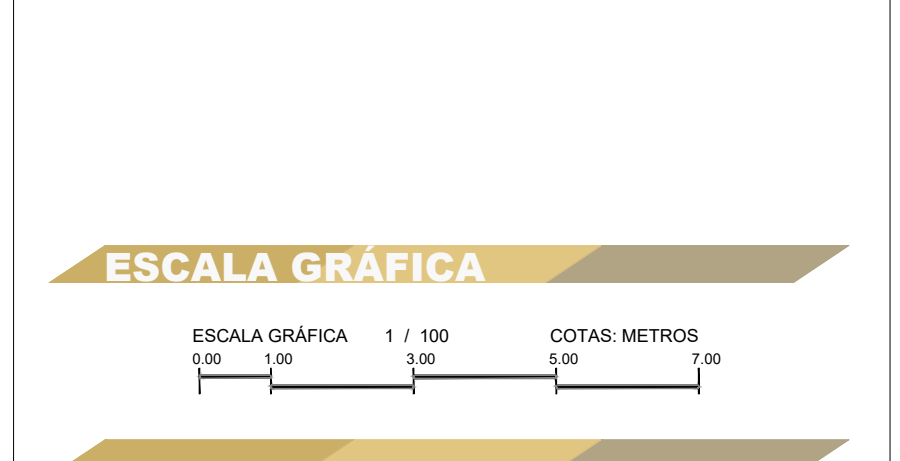 ESCALA GRÁFICA
ESCALA GRÁFICA 1 / 100 COTAS: METROS
0.00 1.00 3.00 5.00 7.00